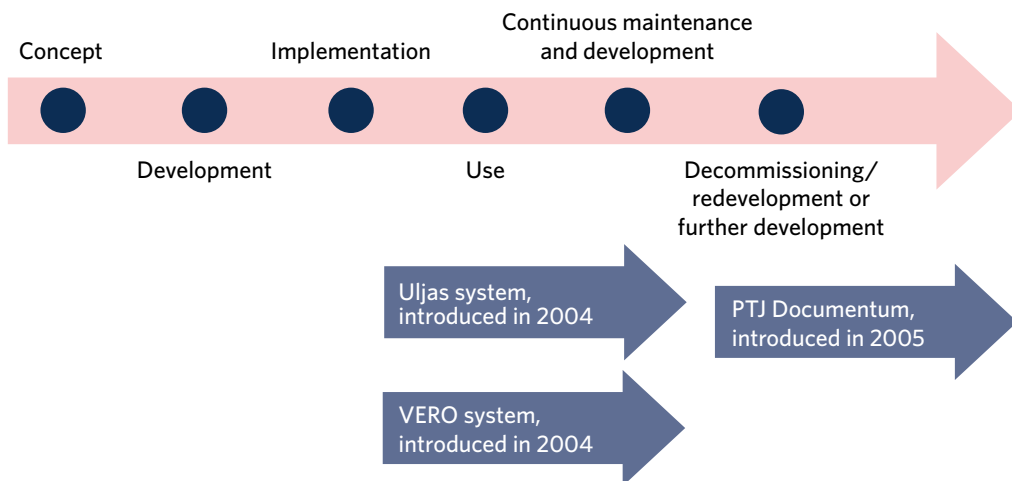 Continuous maintenance
and development
Concept
Implementation
Development
Use
Decommissioning/
redevelopment or
further development
Uljas system,
introduced in 2004
PTJ Documentum,
introduced in 2005
VERO system,
introduced in 2004